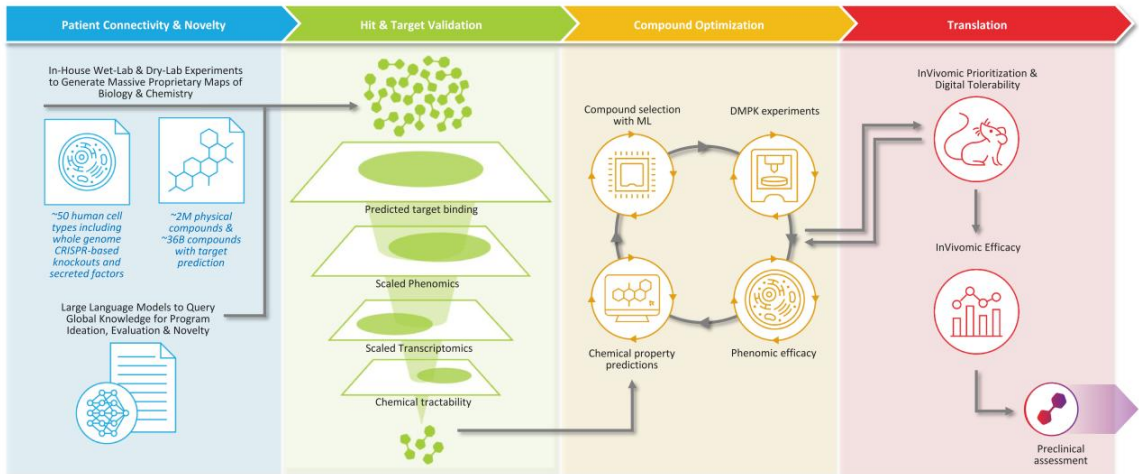 Patient Connectivity & Novelty
Hit & Target Validation
Compound Optimization
Translation
In-House Wet-Lab & Dry-Lab Experiments
to Generate Massive Proprietary Maps of
Biology & Chemistry
~50 human cell
types including
whole genome
CRISPR-based
knockouts and
secreted factors
~2M physical
compounds &
~36B compounds
with target
prediction
Large Language Models to Query
Global Knowledge for Program
Ideation, Evaluation & Novelty
Predicted target binding
Scaled Phenomics
Scaled Transcriptomics
Chemical tractability
Compound selection
with ML
DMPK experiments
Chemical property
predictions
Phenomic efficacy
InVivomic Prioritization &
Digital Tolerability
InVivomic Efficacy
Preclinical
assessment